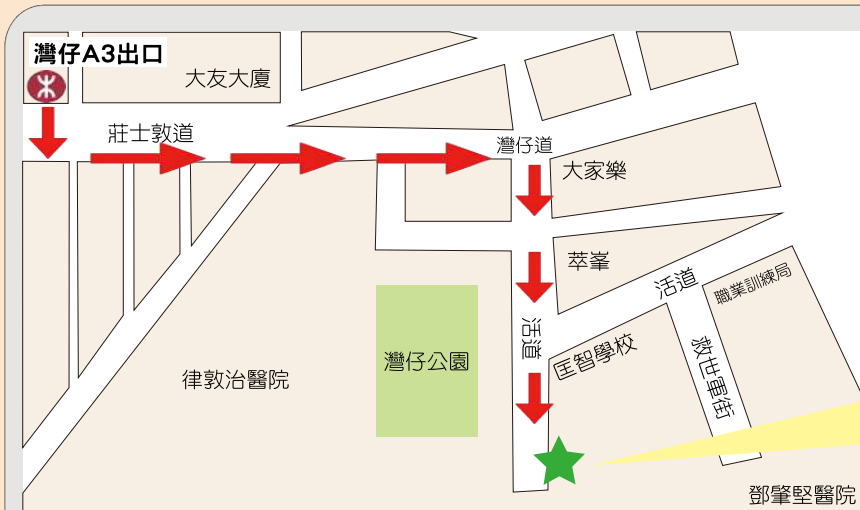 灣仔A3出口
大友大廈
莊士敦道
灣仔道
大家樂
萃峯
活道
職業訓練局
活道
匡智學校
救世軍街
灣仔公園
律敦治醫院
鄧肇堅醫院